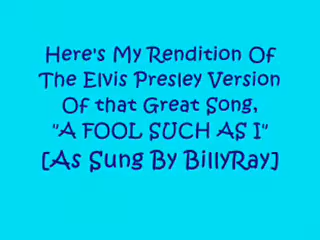 Here's My Rendition Of
The Elvis Presley Version
Of that Great Song,
"A FOOL SUCH AS I"
[As Sung By BillyRay]